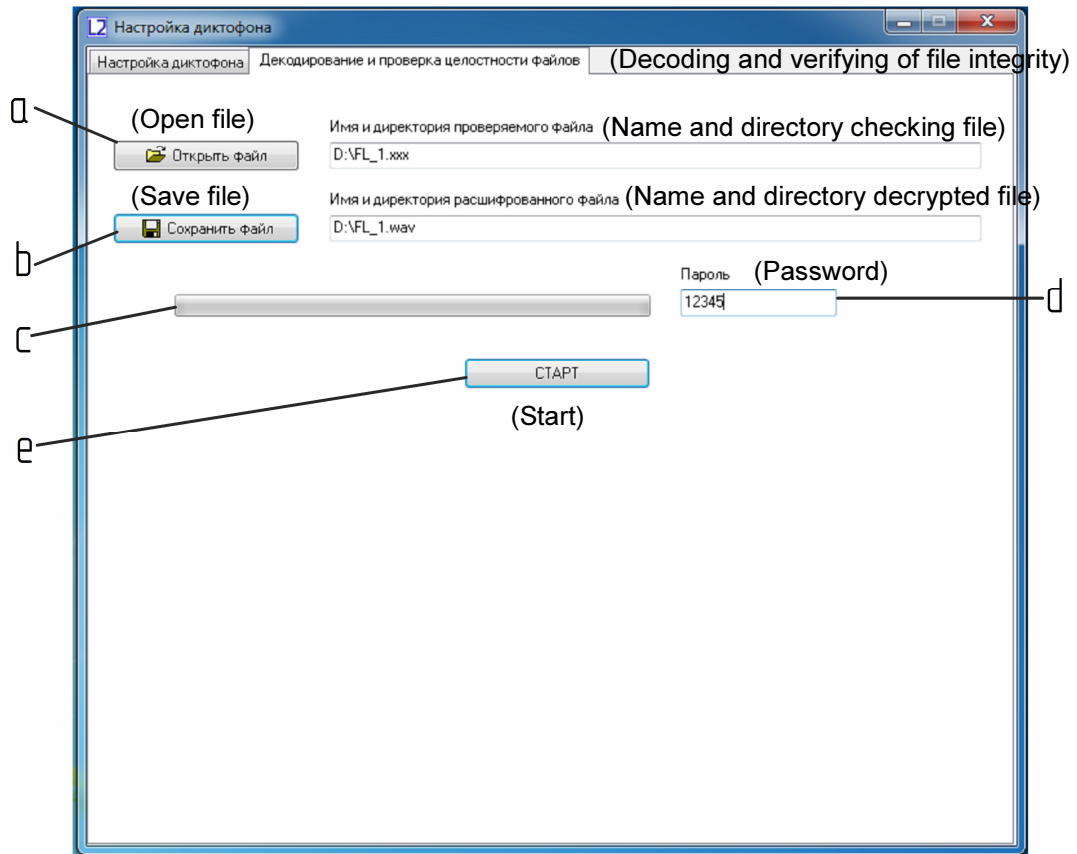 L2 Настройка диктофона
Настройка диктофона Декодирование и проверка целостности файлов (Decoding and verifying of file integrity)
a (Open file) Имя и директория проверяемого файла (Name and directory checking file)
Открыть файл D:\FL_1.xxx
(Save file) Имя и директория расшифрованного файла (Name and directory decrypted file)
Сохранить файл D:\FL_1.wav
b
Пароль (Password)
12345 d
c
СТАРТ
(Start)
e